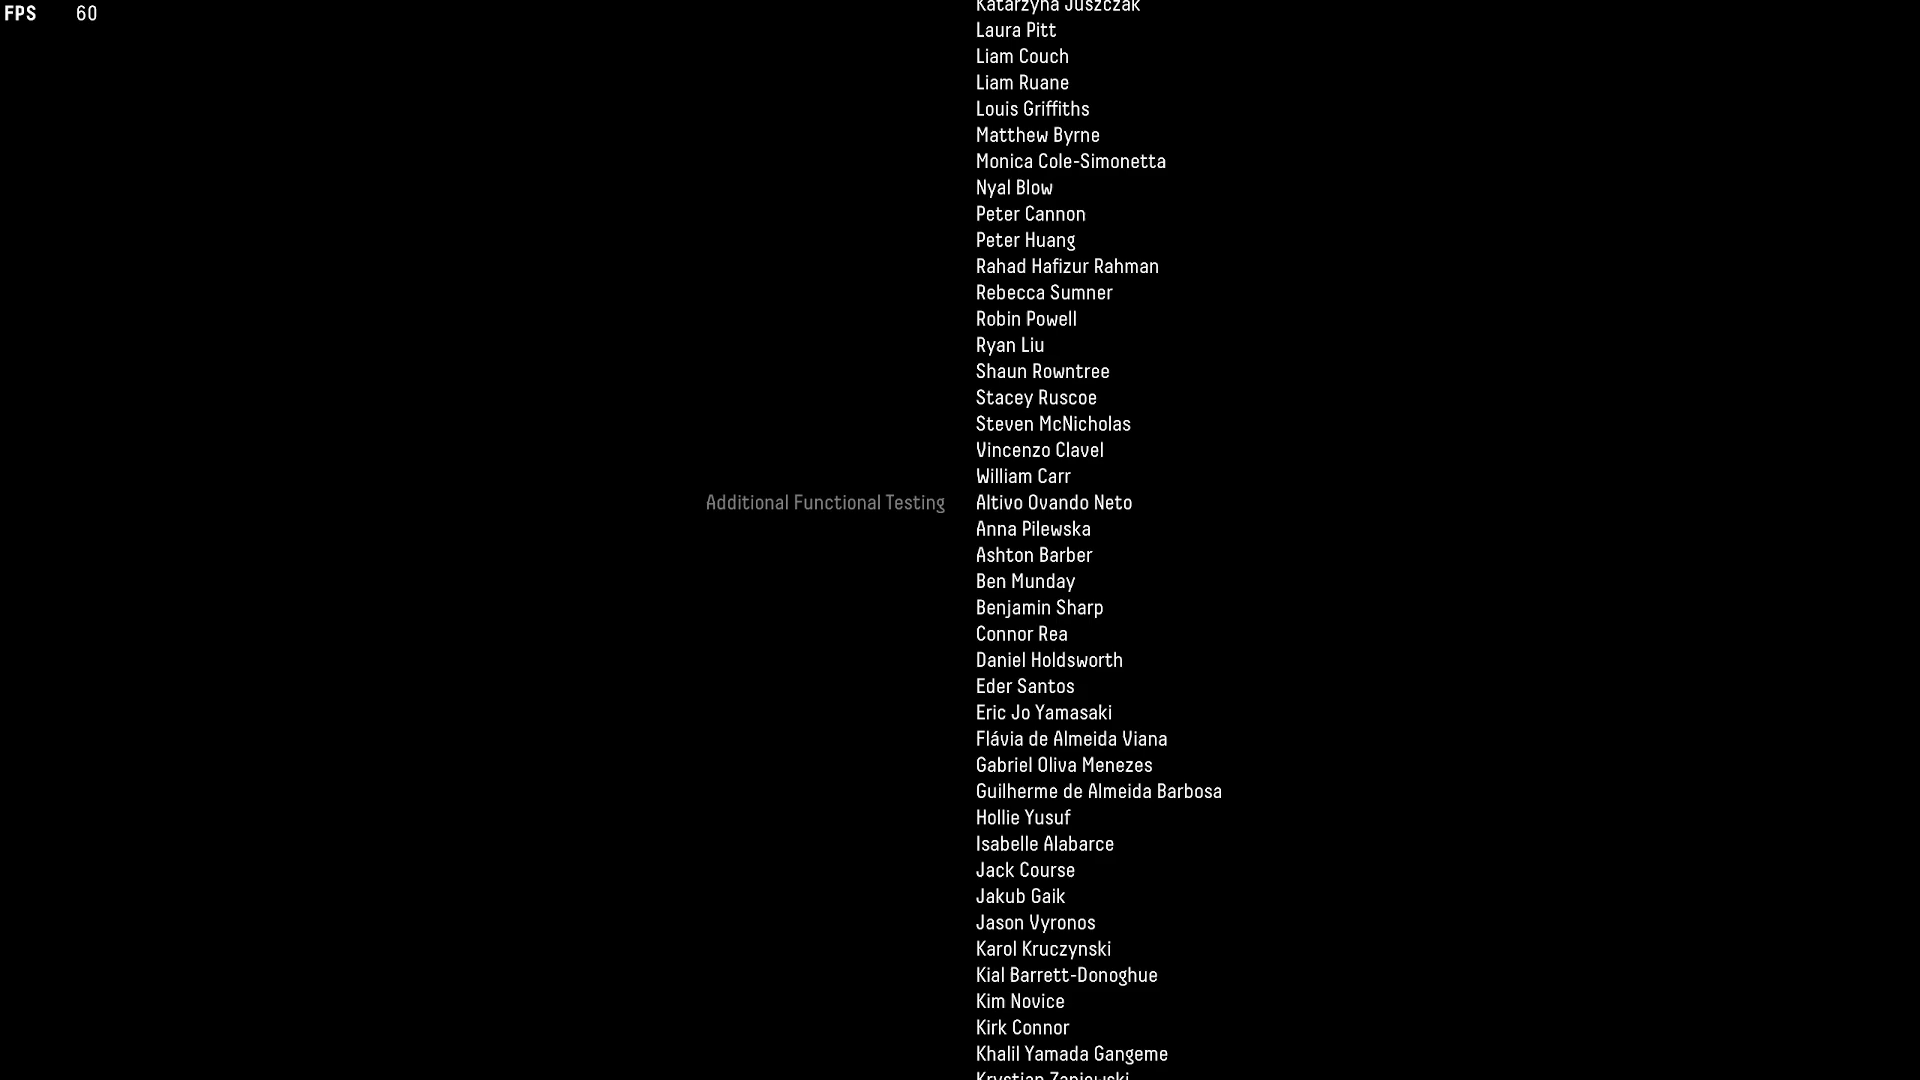 FPS 60
Katarzyna Juszczak
Laura Pitt
Liam Couch
Liam Ruane
Louis Griffiths
Matthew Byrne
Monica Cole-Simonetta
Nyal Blow
Peter Cannon
Peter Huang
Rahad Hafizur Rahman
Rebecca Sumner
Robin Powell
Ryan Liu
Shaun Rowntree
Stacey Ruscoe
Steven McNicholas
Vincenzo Clavel
William Carr
Additional Functional Testing Altivo Ovando Neto
Anna Pilewska
Ashton Barber
Ben Munday
Benjamin Sharp
Connor Rea
Daniel Holdsworth
Eder Santos
Eric Jo Yamasaki
Flávia de Almeida Viana
Gabriel Oliva Menezes
Guilherme de Almeida Barbosa
Hollie Yusuf
Isabelle Alabarce
Jack Course
Jakub Gaik
Jason Vyronos
Karol Kruczynski
Kial Barrett-Donoghue
Kim Novice
Kirk Connor
Khalil Yamada Gangeme
Krystian Zaniewski